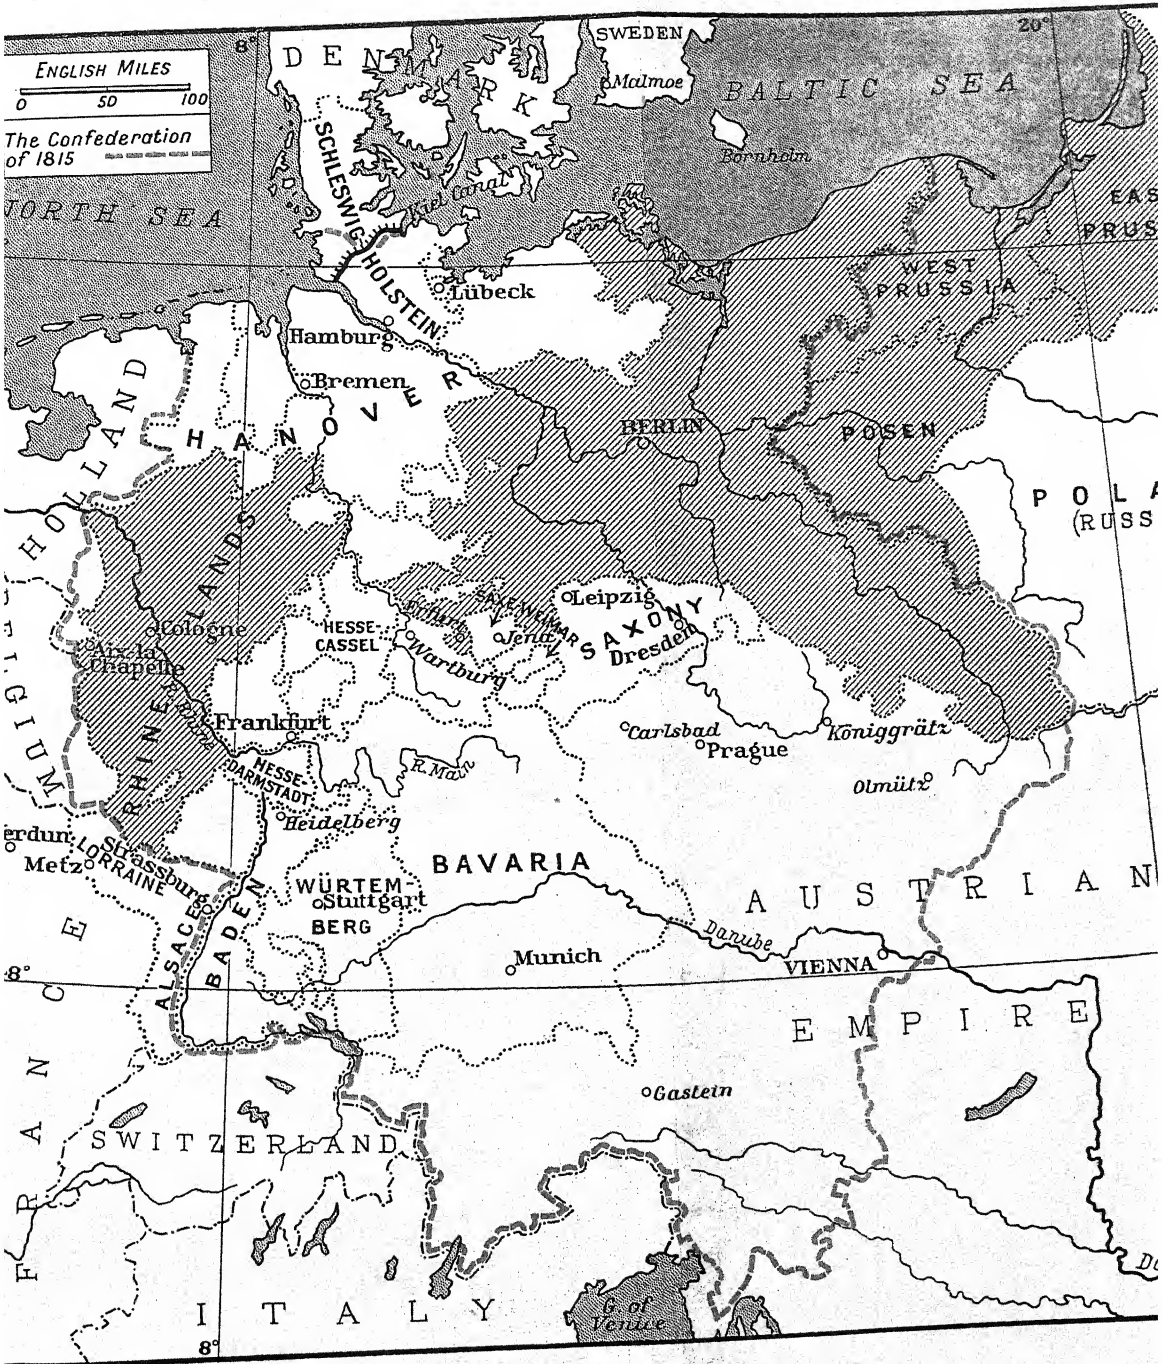 8°
20°
DENMARK
SWEDEN
Malmoe
BALTIC SEA
Bornholm
ENGLISH MILES
0 50 100
The Confederation
of 1815
NORTH SEA
SCHLESWIG
Kiel Canal
HOLSTEIN
Lübeck
Hamburg
Bremen
HANOVER
HOLLAND
WEST
PRUSSIA
EAS
PRUS
BERLIN
POSEN
POLA
(RUSS
RHINE LANDS
Cologne
Aix-la
Chapelle
R. Rhine
HESSE-
CASSEL
Erfurt
SAXE WEIMAR
Jena
Wartburg
Leipzig
SAXONY
Dresden
Frankfurt
HESSE-
DARMSTADT
R. Main
Carlsbad
Prague
Königgrätz
Olmütz
Heidelberg
erdun
Metz
LORRAINE
Strassburg
ALSACE
BADEN
WÜRTEM-
Stuttgart
BERG
BAVARIA
Munich
Danube
VIENNA
AUSTRIAN
EMPIRE
8°
FRANCE
Gastein
SWITZERLAND
ITALY
G. of
Venice
8°